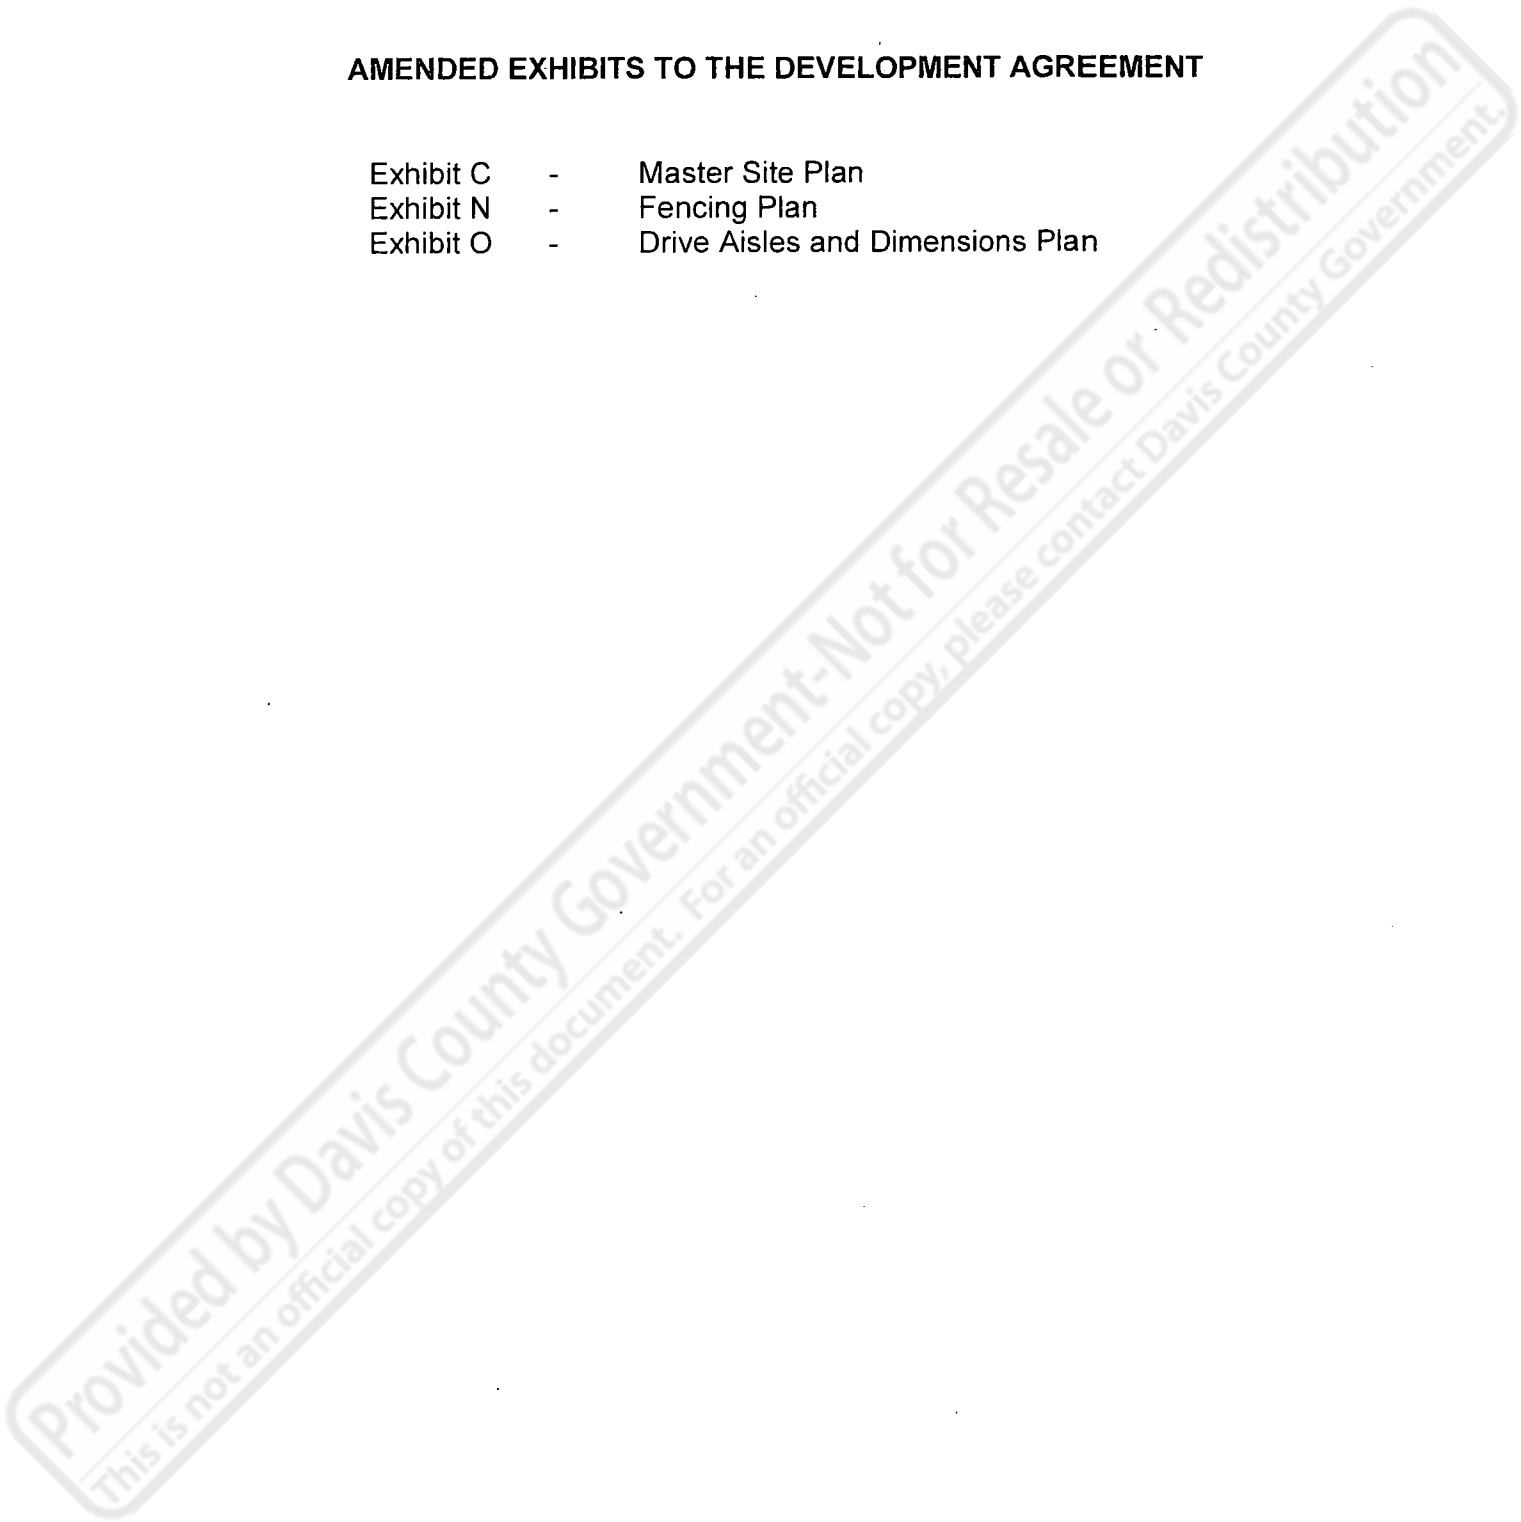 AMENDED EXHIBITS TO THE DEVELOPMENT AGREEMENT
Exhibit C - Master Site Plan
Exhibit N - Fencing Plan
Exhibit O - Drive Aisles and Dimensions Plan
Provided by Davis County Government-Not for Resale or Redistribution
This is not an official copy of this document. For an official copy, please contact Davis County Government.